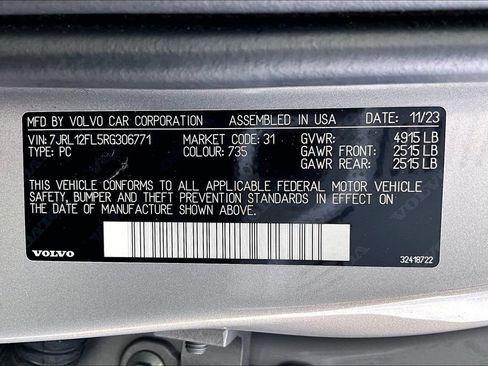 MFD BY VOLVO CAR CORPORATION ASSEMBLED IN USA DATE: 11/23
VIN: 7JRL12FL5RG306771 MARKET CODE: 31 GVWR: 4915 LB
TYPE: PC COLOUR: 735 GAWR FRONT: 2515 LB
GAWR REAR: 2515 LB
THIS VEHICLE CONFORMS TO ALL APPLICABLE FEDERAL MOTOR VEHICLE
SAFETY, BUMPER AND THEFT PREVENTION STANDARDS IN EFFECT ON
THE DATE OF MANUFACTURE SHOWN ABOVE.
VOLVO 32418722